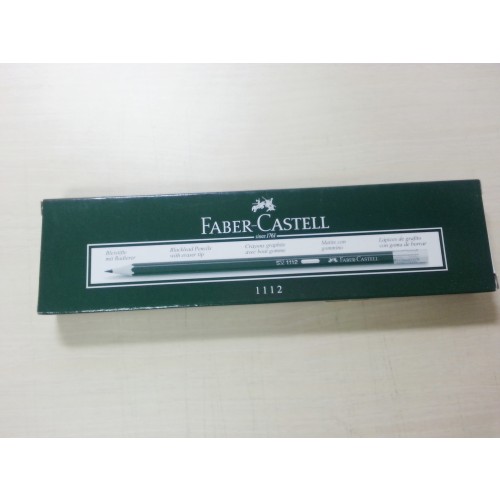 FABER-CASTELL
since 1761
Bleistifte
mit Radierer
Blacklead Pencils
with eraser tip
Crayons graphite
avec bout gomme
Matite con
gommino
Lápices de grafito
con goma de borrar
1112
FABER-CASTELL
1112